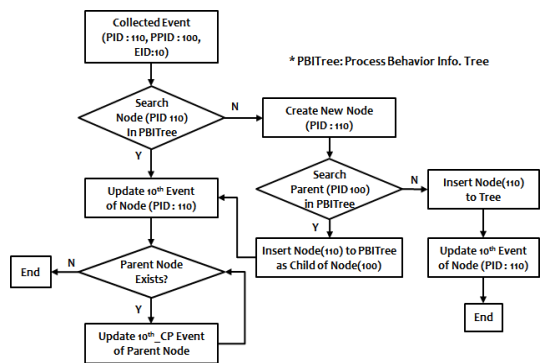 Collected Event
(PID : 110, PPID : 100,
EID:10)
* PBITree: Process Behavior Info. Tree
Search
Node (PID 110)
In PBITree
N
Create New Node
(PID : 110)
Y
Search
Parent (PID 100)
in PBITree
N
Insert Node(110)
to Tree
Update 10th Event
of Node (PID : 110)
Y
Insert Node(110) to PBITree
as Child of Node(100)
Update 10th Event
of Node (PID : 110)
End
N
Parent Node
Exists?
Y
End
Update 10th_CP Event
of Parent Node